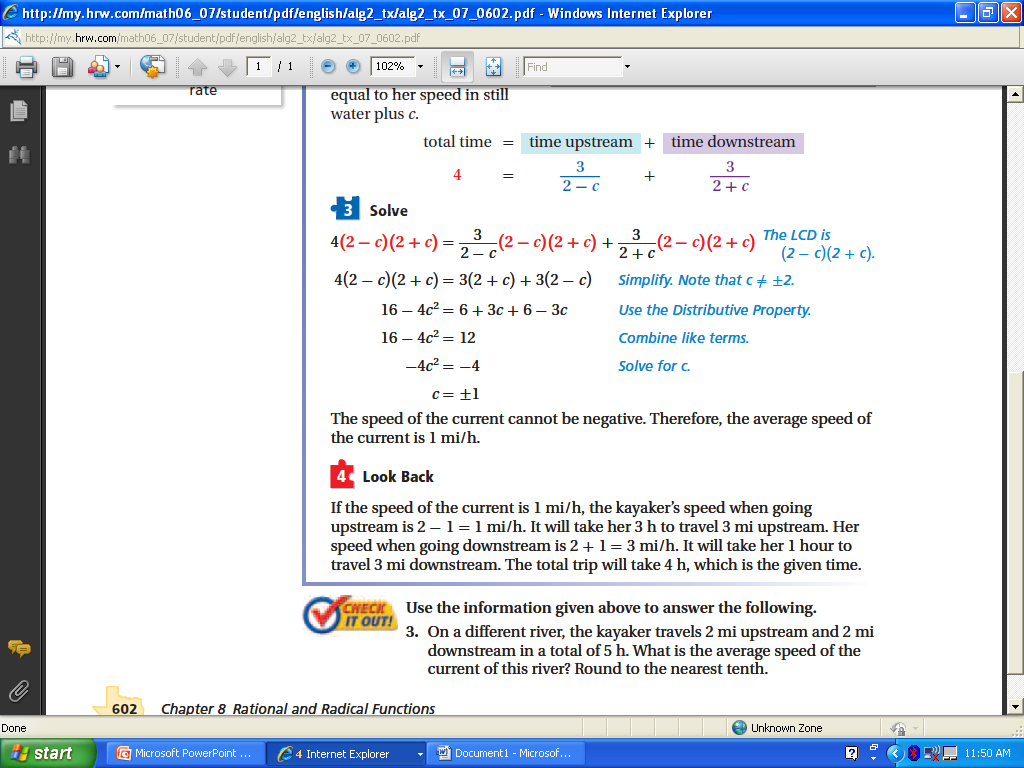 http://my.hrw.com/math06_07/student/pdf/english/alg2_tx/alg2_tx_07_0602.pdf - Windows Internet Explorer
http://my.hrw.com/math06_07/student/pdf/english/alg2_tx/alg2_tx_07_0602.pdf
1 / 1 102% Find
rate
equal to her speed in still
water plus c.
total time = time upstream + time downstream
4 = 3/(2 − c) + 3/(2 + c)
3 Solve
4(2 − c)(2 + c) = 3/(2 − c) (2 − c)(2 + c) + 3/(2 + c) (2 − c)(2 + c) The LCD is
(2 − c)(2 + c).
4(2 − c)(2 + c) = 3(2 + c) + 3(2 − c) Simplify. Note that c ≠ ±2.
16 − 4c² = 6 + 3c + 6 − 3c Use the Distributive Property.
16 − 4c² = 12 Combine like terms.
−4c² = −4 Solve for c.
c = ±1
The speed of the current cannot be negative. Therefore, the average speed of
the current is 1 mi/h.
4 Look Back
If the speed of the current is 1 mi/h, the kayaker's speed when going
upstream is 2 − 1 = 1 mi/h. It will take her 3 h to travel 3 mi upstream. Her
speed when going downstream is 2 + 1 = 3 mi/h. It will take her 1 hour to
travel 3 mi downstream. The total trip will take 4 h, which is the given time.
CHECK IT OUT! Use the information given above to answer the following.
3. On a different river, the kayaker travels 2 mi upstream and 2 mi
downstream in a total of 5 h. What is the average speed of the
current of this river? Round to the nearest tenth.
602 Chapter 8 Rational and Radical Functions
Done Unknown Zone
start Microsoft PowerPoint ... 4 Internet Explorer Document1 - Microsof... 11:50 AM